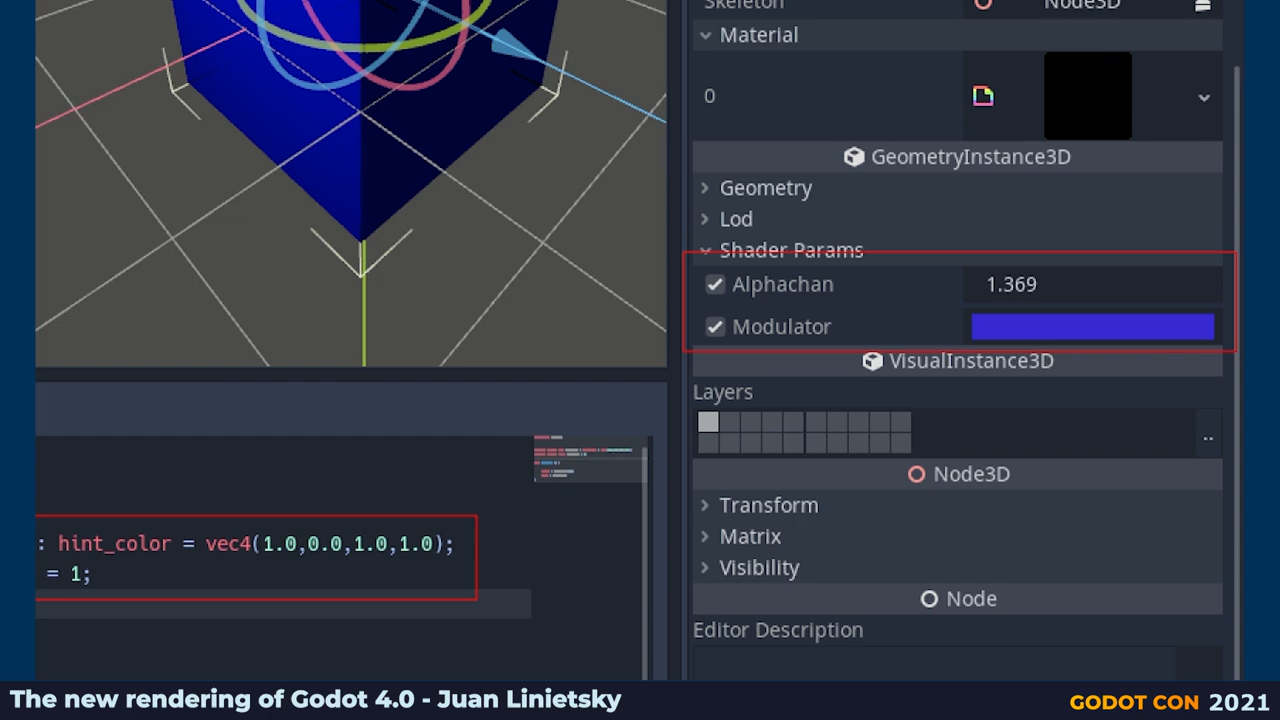 Skeleton Node3D
Material
0
GeometryInstance3D
Geometry
Lod
Shader Params
Alphachan 1.369
Modulator
VisualInstance3D
Layers
..
Node3D
Transform
Matrix
Visibility
Node
Editor Description
: hint_color = vec4(1.0,0.0,1.0,1.0);
= 1;
The new rendering of Godot 4.0 - Juan Linietsky
GODOT CON 2021